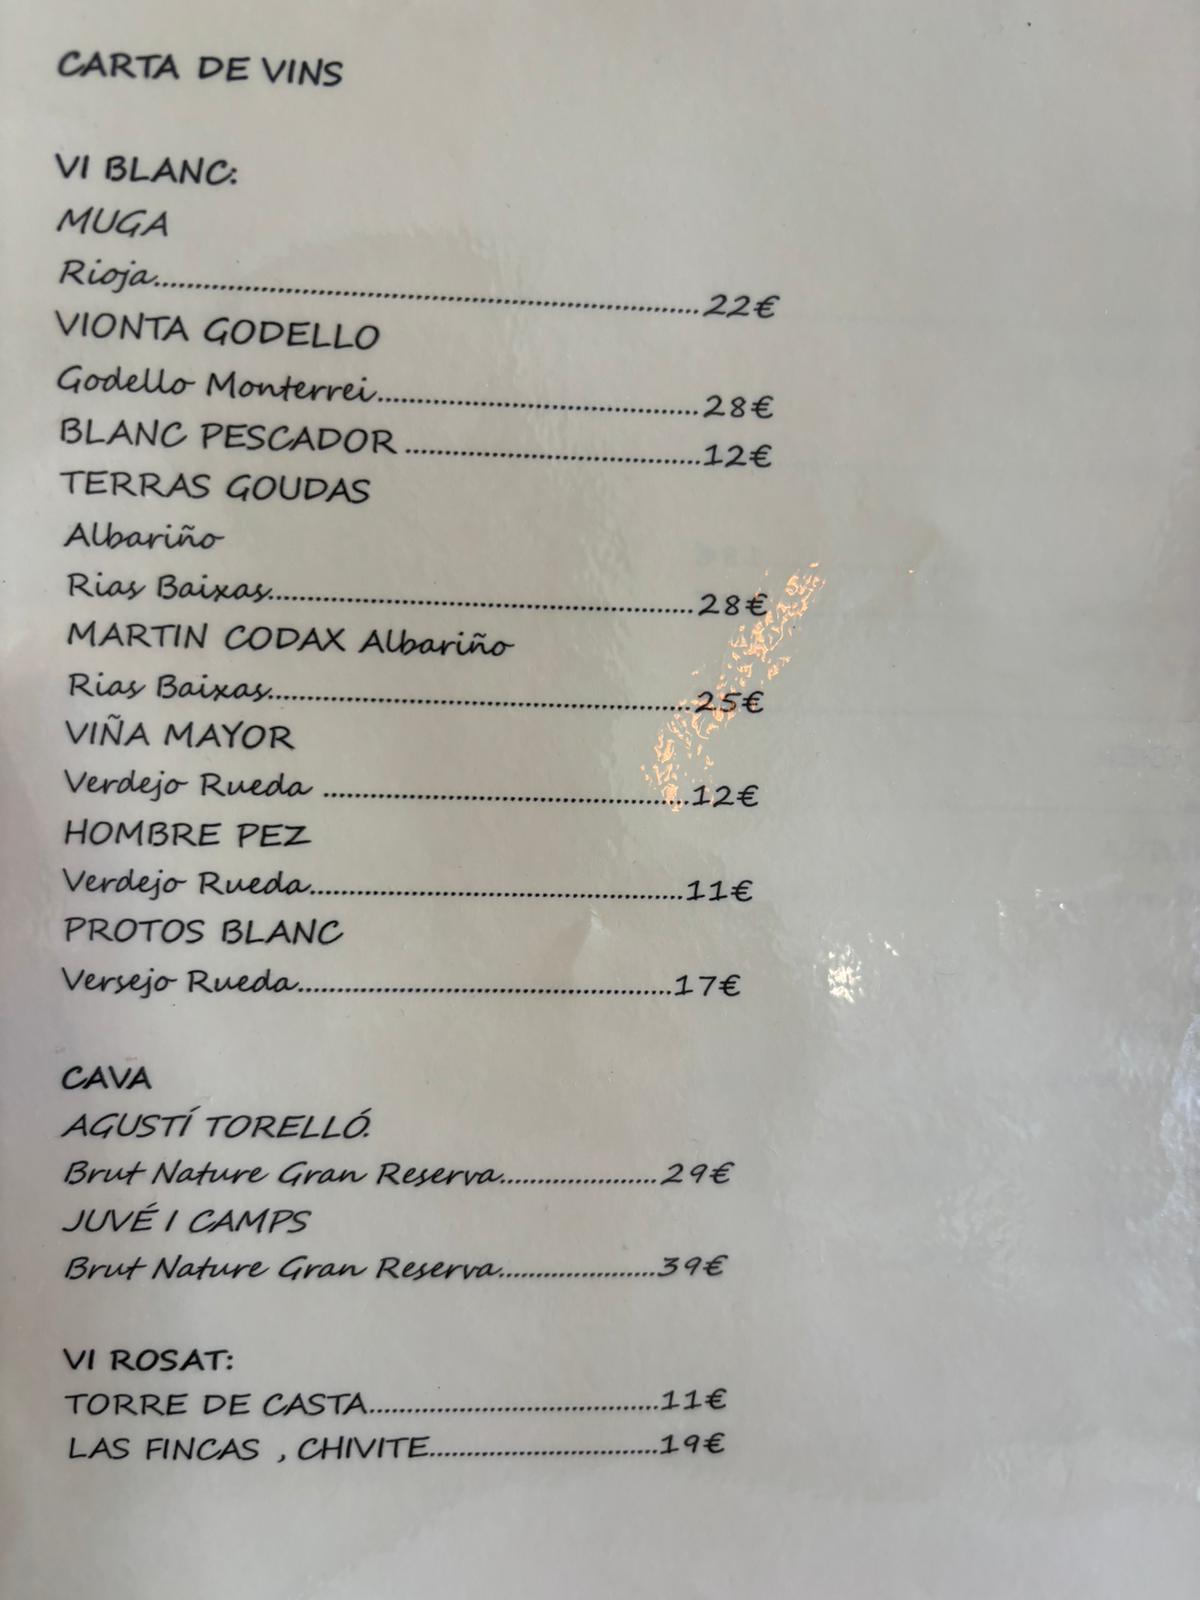 CARTA DE VINS
VI BLANC:
MUGA
Rioja..........22€
VIONTA GODELLO
Godello Monterrei..........28€
BLANC PESCADOR..........12€
TERRAS GOUDAS
Albariño
Rias Baixas..........28€
MARTIN CODAX Albariño
Rias Baixas..........25€
VIÑA MAYOR
Verdejo Rueda ..........12€
HOMBRE PEZ
Verdejo Rueda..........11€
PROTOS BLANC
Versejo Rueda..........17€
CAVA
AGUSTÍ TORELLÓ.
Brut Nature Gran Reserva..........29€
JUVÉ I CAMPS
Brut Nature Gran Reserva..........39€
VI ROSAT:
TORRE DE CASTA..........11€
LAS FINCAS , CHIVITE..........19€